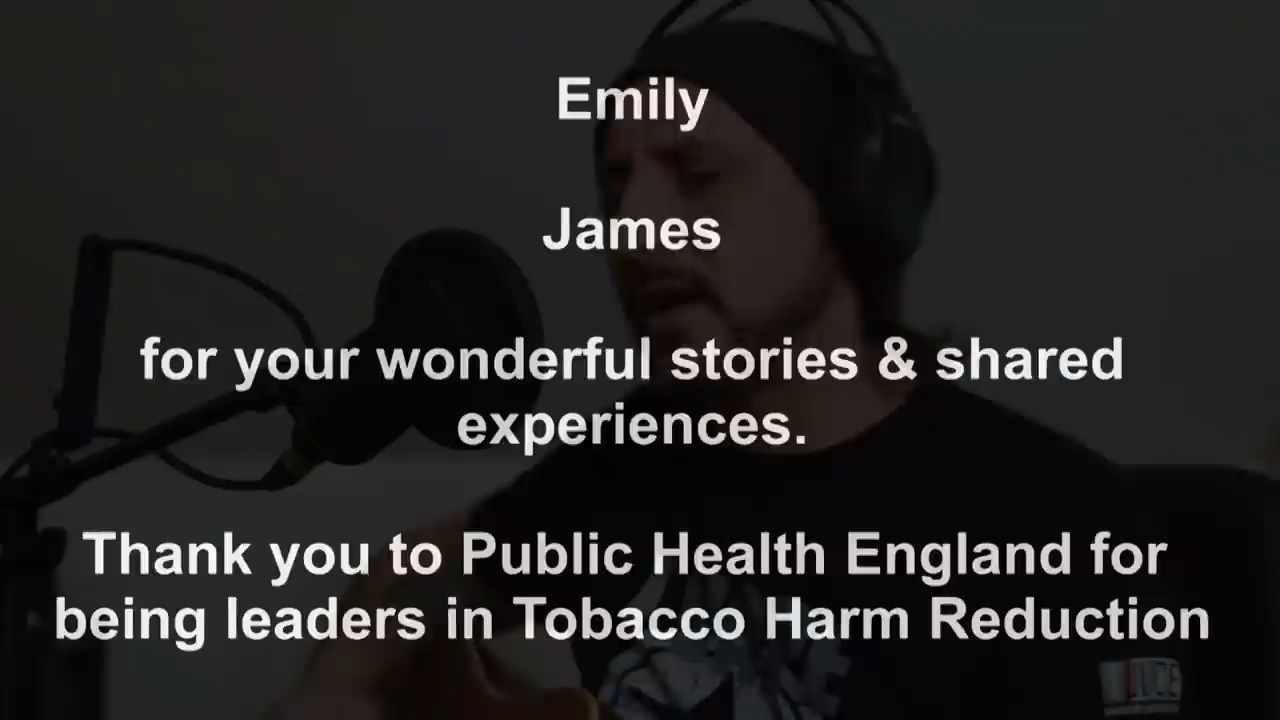 Emily
James
for your wonderful stories & shared
experiences.
Thank you to Public Health England for
being leaders in Tobacco Harm Reduction